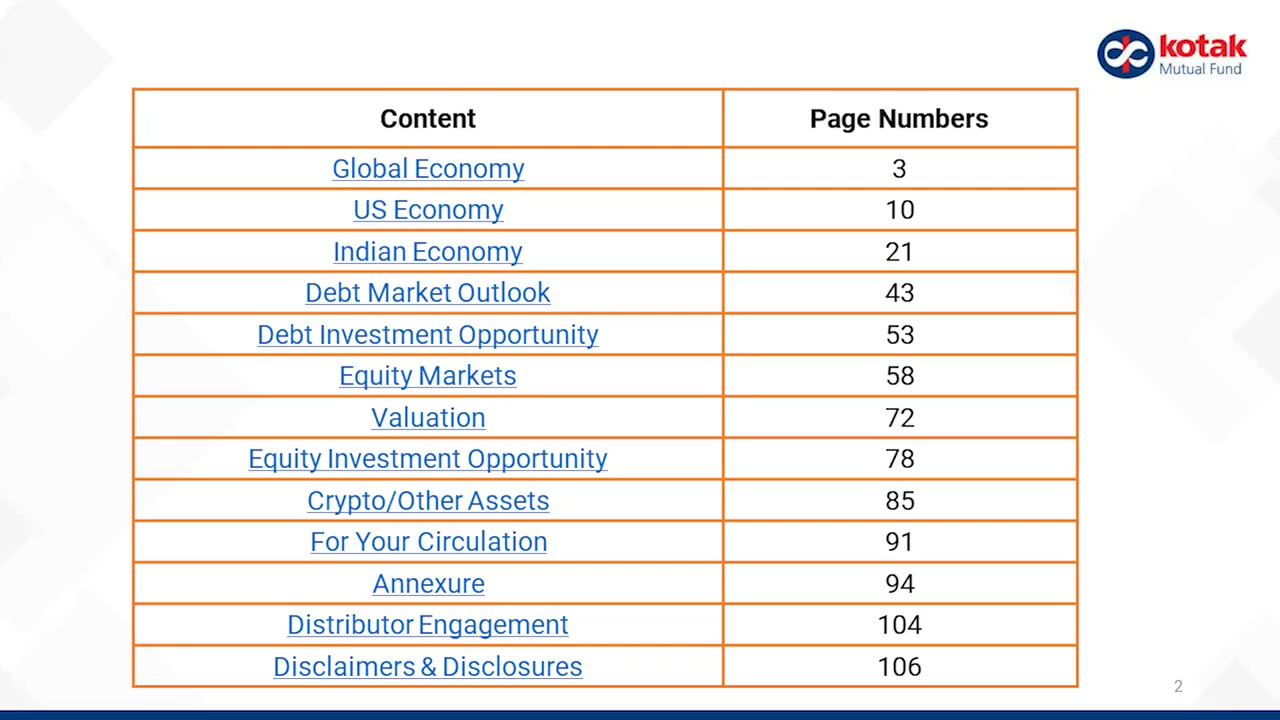 kotak
Mutual Fund
Content Page Numbers
Global Economy 3
US Economy 10
Indian Economy 21
Debt Market Outlook 43
Debt Investment Opportunity 53
Equity Markets 58
Valuation 72
Equity Investment Opportunity 78
Crypto/Other Assets 85
For Your Circulation 91
Annexure 94
Distributor Engagement 104
Disclaimers & Disclosures 106
2